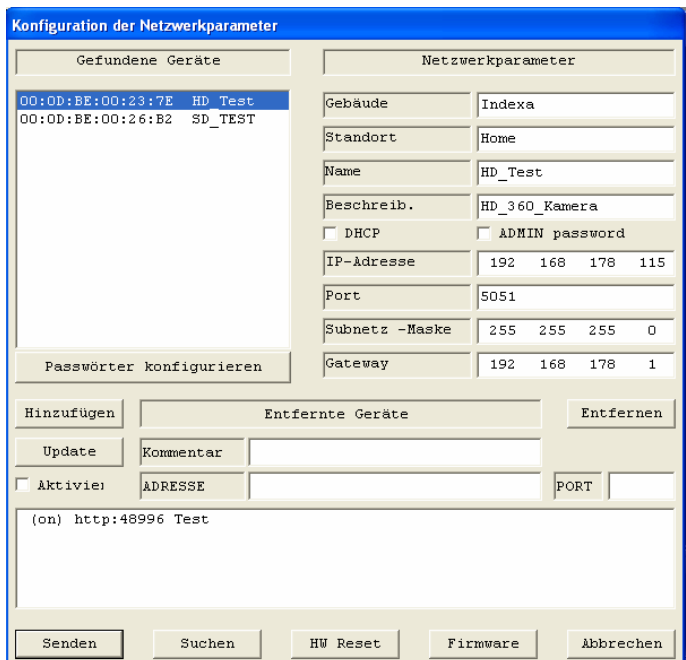 Konfiguration der Netzwerkparameter
Gefundene Geräte
00:0D:BE:00:23:7E HD_Test
00:0D:BE:00:26:B2 SD_TEST
Passwörter konfigurieren
Netzwerkparameter
Gebäude Indexa
Standort Home
Name HD_Test
Beschreib. HD_360_Kamera
DHCP ADMIN password
IP-Adresse 192 168 178 115
Port 5051
Subnetz -Maske 255 255 255 0
Gateway 192 168 178 1
Hinzufügen Entfernte Geräte Entfernen
Update Kommentar
Aktivier ADRESSE PORT
(on) http:48996 Test
Senden Suchen HW Reset Firmware Abbrechen